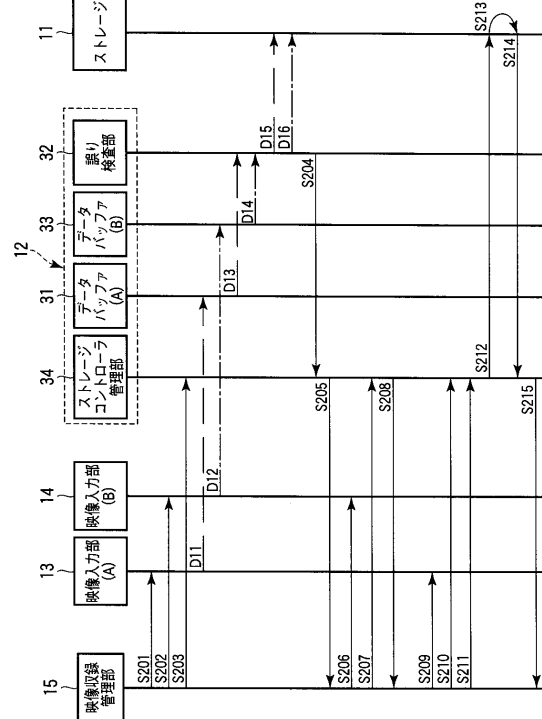 15
映像収録
管理部
13
映像入力部
(A)
14
映像入力部
(B)
12
34
ストレージ
コントローラ
管理部
31
データ
バッファ
(A)
33
データ
バッファ
(B)
32
誤り
検査部
11
ストレージ
S201
S202
S203
D11
D12
D13
D14
D15
D16
S204
S205
S206
S207
S208
S209
S210
S211
S212
S213
S214
S215